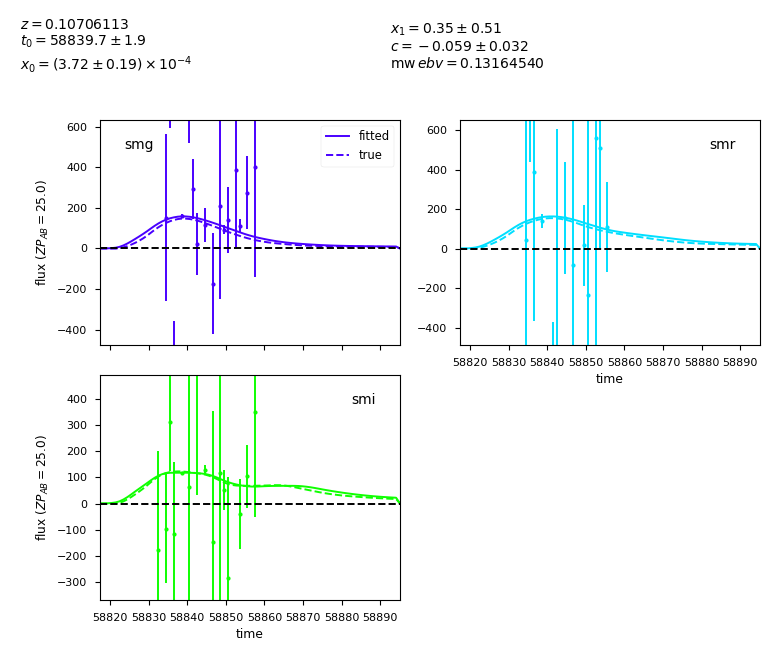 z = 0.10706113
t₀ = 58839.7 ± 1.9
x₀ = (3.72 ± 0.19) × 10⁻⁴
x₁ = 0.35 ± 0.51
c = −0.059 ± 0.032
mw ebv = 0.13164540
smg
fitted
true
600
400
200
0
−200
−400
flux (ZP_AB = 25.0)
smr
600
400
200
0
−200
−400
58820 58830 58840 58850 58860 58870 58880 58890
time
smi
400
300
200
100
0
−100
−200
−300
flux (ZP_AB = 25.0)
58820 58830 58840 58850 58860 58870 58880 58890
time